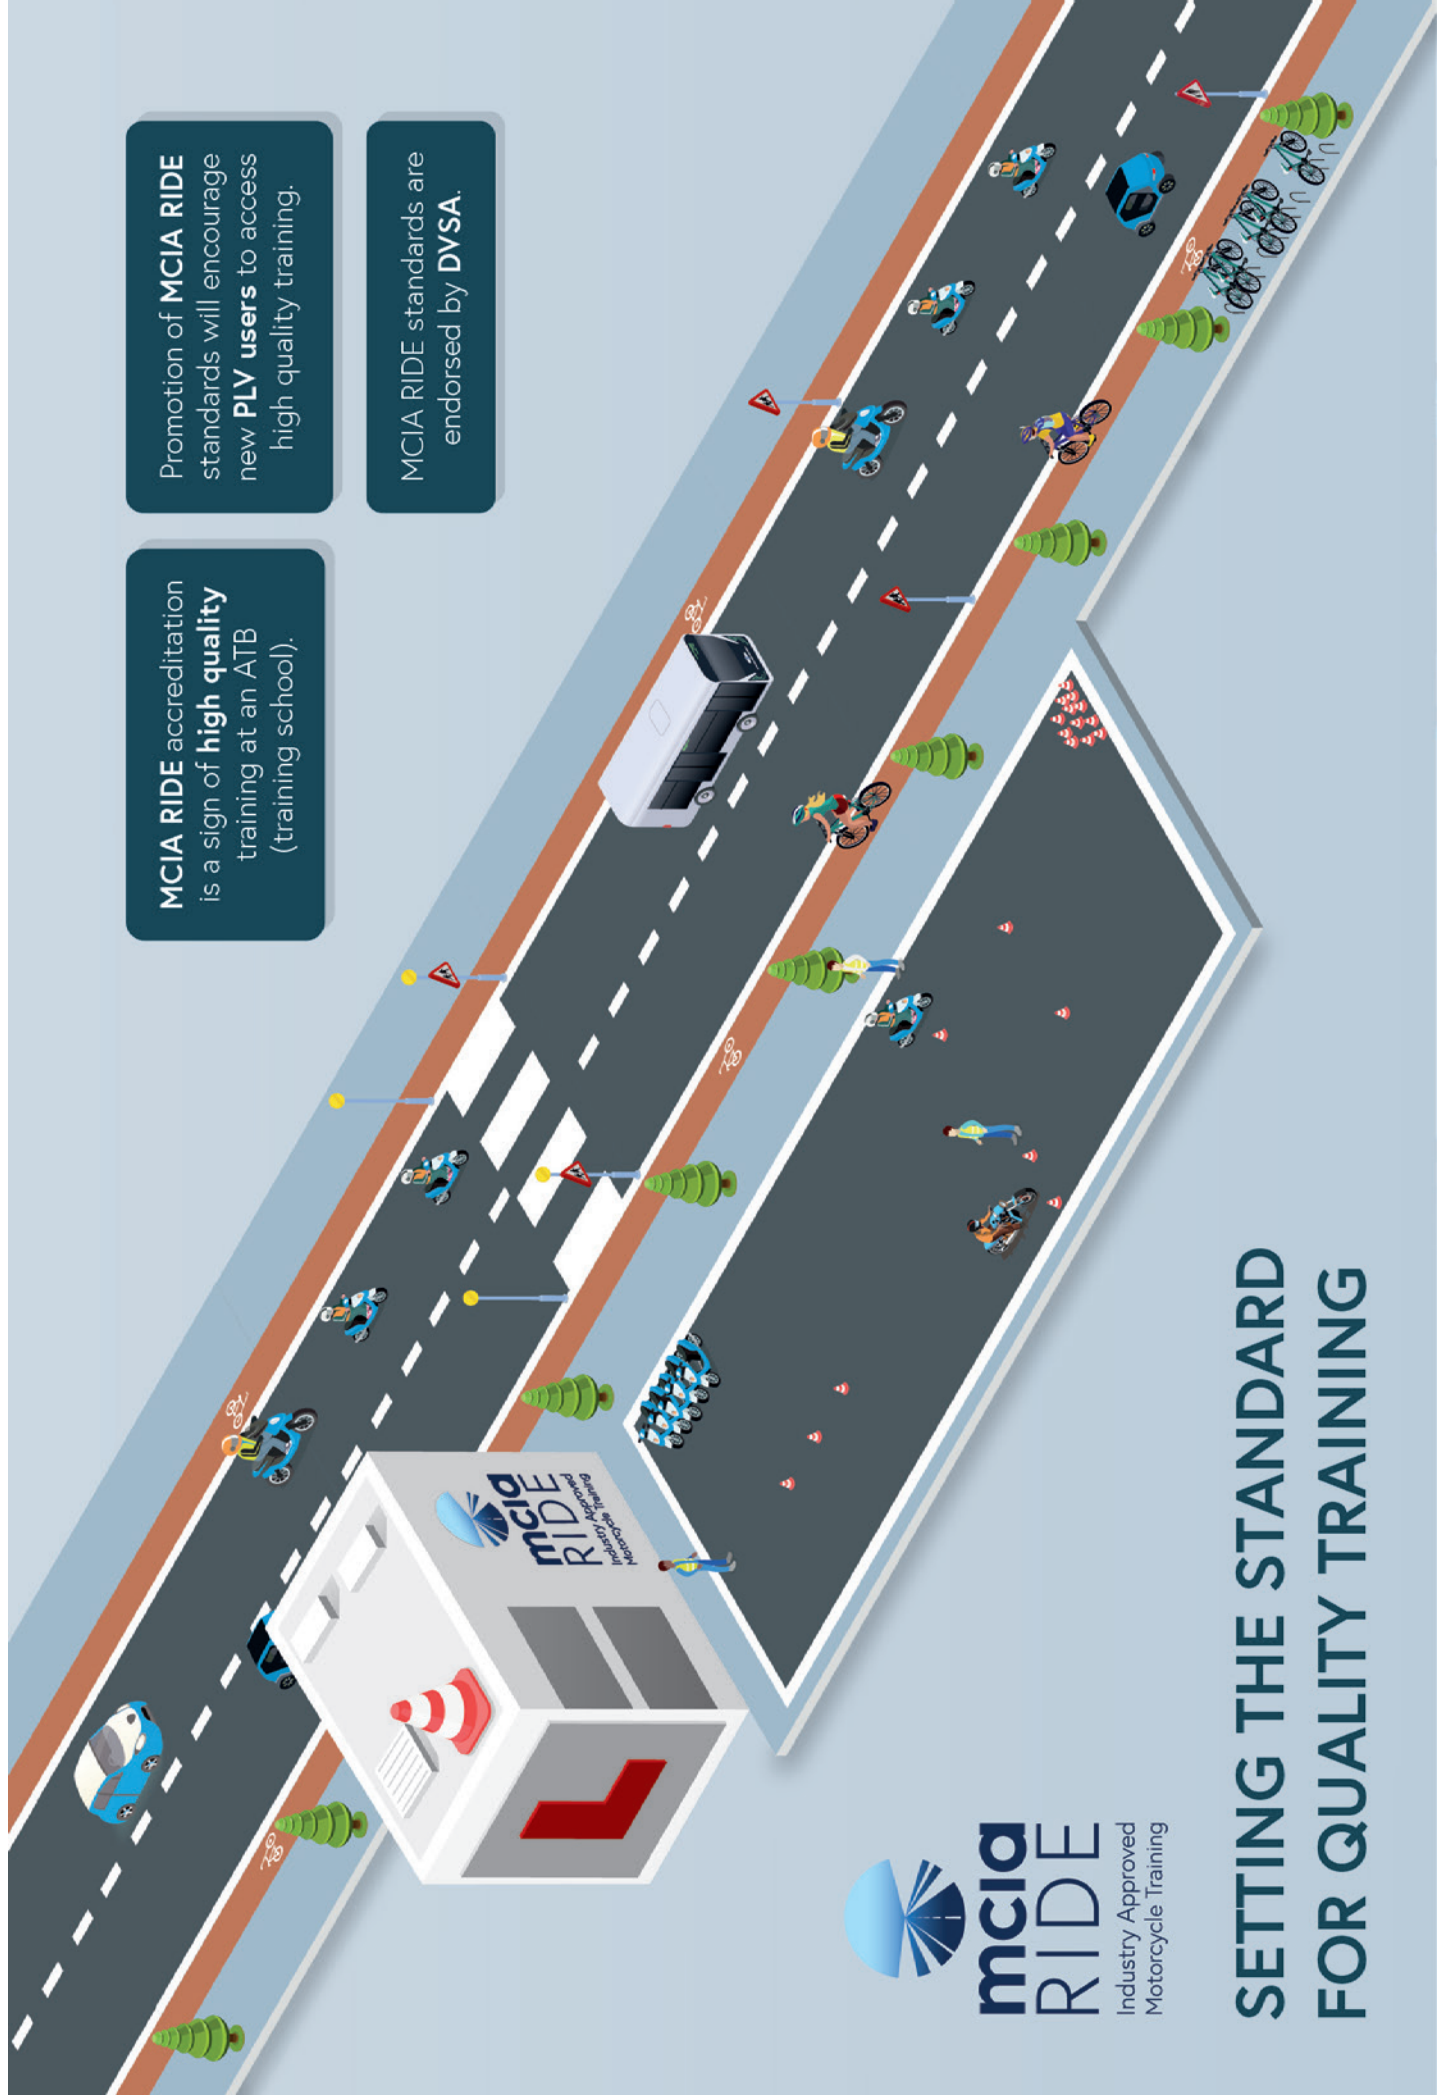 MCIA RIDE accreditation
is a sign of high quality
training at an ATB
(training school).
Promotion of MCIA RIDE
standards will encourage
new PLV users to access
high quality training.
MCIA RIDE standards are
endorsed by DVSA.
mcia
RIDE
Industry Approved
Motorcycle Training
L
mcia
RIDE
Industry Approved
Motorcycle Training
SETTING THE STANDARD
FOR QUALITY TRAINING